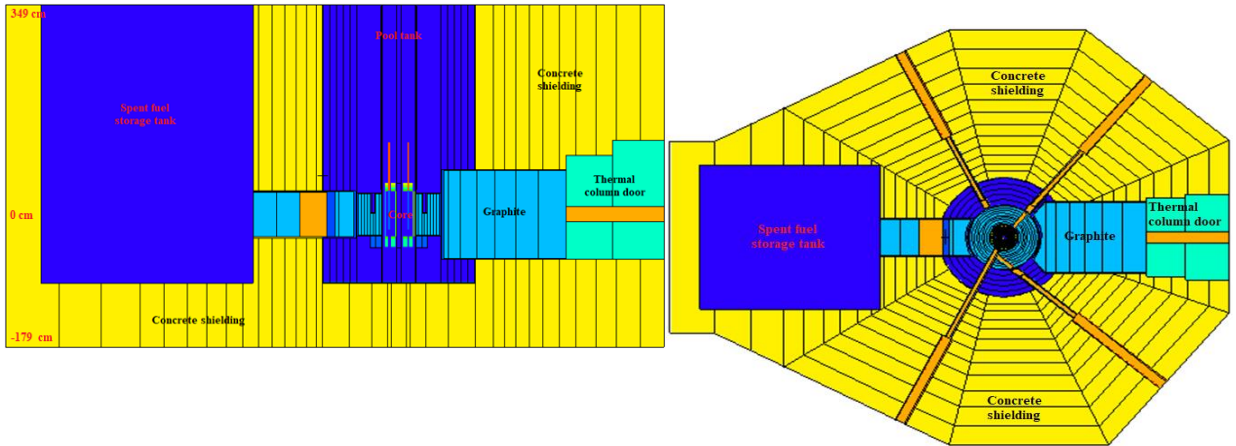 349 cm
Pool tank
Concrete
shielding
Spent fuel
storage tank
Thermal
column door
0 cm
Core
Graphite
Concrete shielding
-179 cm
Concrete
shielding
Thermal
column door
Spent fuel
storage tank
Graphite
Concrete
shielding